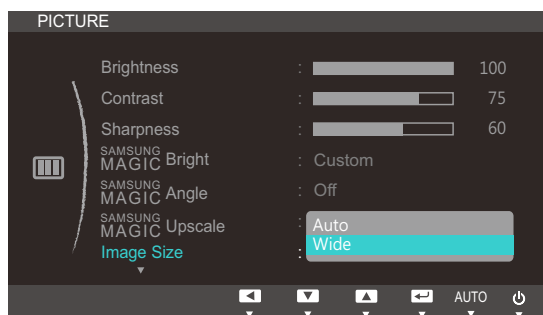 PICTURE
Brightness : 100
Contrast : 75
Sharpness : 60
SAMSUNG MAGIC Bright : Custom
SAMSUNG MAGIC Angle : Off
SAMSUNG MAGIC Upscale : Auto
Image Size : Wide
AUTO